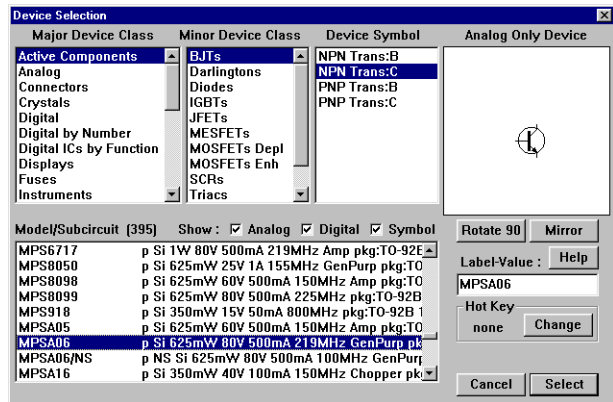 Device Selection
Major Device Class
Minor Device Class
Device Symbol
Analog Only Device
Active Components
Analog
Connectors
Crystals
Digital
Digital by Number
Digital ICs by Function
Displays
Fuses
Instruments
BJTs
Darlingtons
Diodes
IGBTs
JFETs
MESFETs
MOSFETs Depl
MOSFETs Enh
SCRs
Triacs
NPN Trans:B
NPN Trans:C
PNP Trans:B
PNP Trans:C
Model/Subcircuit (395) Show : Analog Digital Symbol
MPS6717 p Si 1W 80V 500mA 219MHz Amp pkg:TO-92B
MPS8050 p Si 625mW 25V 1A 155MHz GenPurp pkg:TO
MPS8098 p Si 625mW 60V 500mA 150MHz Amp pkg:TO
MPS8099 p Si 625mW 80V 500mA 225MHz pkg:TO-92B
MPS918 p Si 350mW 15V 50mA 800MHz pkg:TO-92B 1
MPSA05 p Si 625mW 60V 500mA 150MHz Amp pkg:TO
MPSA06 p Si 625mW 80V 500mA 219MHz GenPurp pk
MPSA06/NS p NS Si 625mW 80V 500mA 100MHz GenPurp
MPSA16 p Si 350mW 40V 100mA 150MHz Chopper pk
Rotate 90
Mirror
Label-Value :
Help
MPSA06
Hot Key
none
Change
Cancel
Select